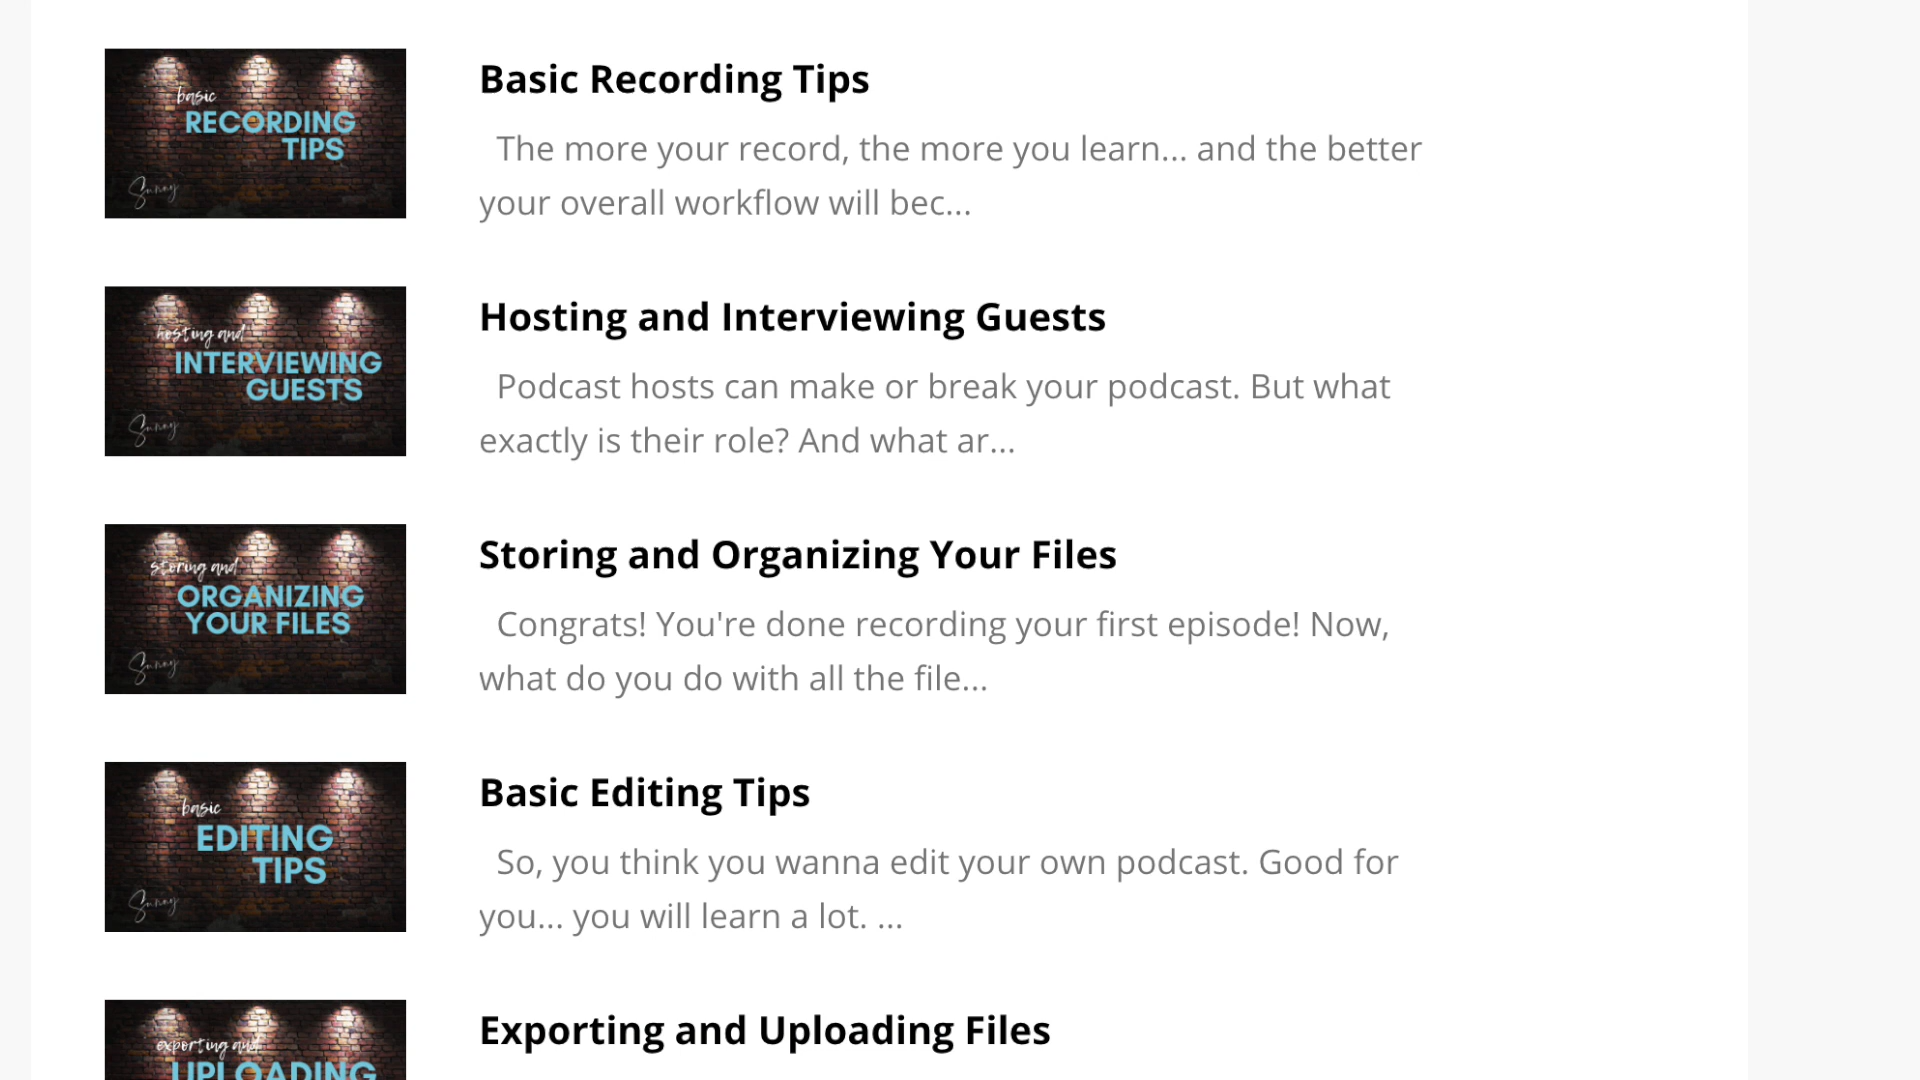 basic
RECORDING
TIPS
Sunny
Basic Recording Tips
The more your record, the more you learn... and the better
your overall workflow will bec...
hosting and
INTERVIEWING
GUESTS
Sunny
Hosting and Interviewing Guests
Podcast hosts can make or break your podcast. But what
exactly is their role? And what ar...
storing and
ORGANIZING
YOUR FILES
Sunny
Storing and Organizing Your Files
Congrats! You're done recording your first episode! Now,
what do you do with all the file...
basic
EDITING
TIPS
Sunny
Basic Editing Tips
So, you think you wanna edit your own podcast. Good for
you... you will learn a lot. ...
exporting and
UPLOADING
Exporting and Uploading Files